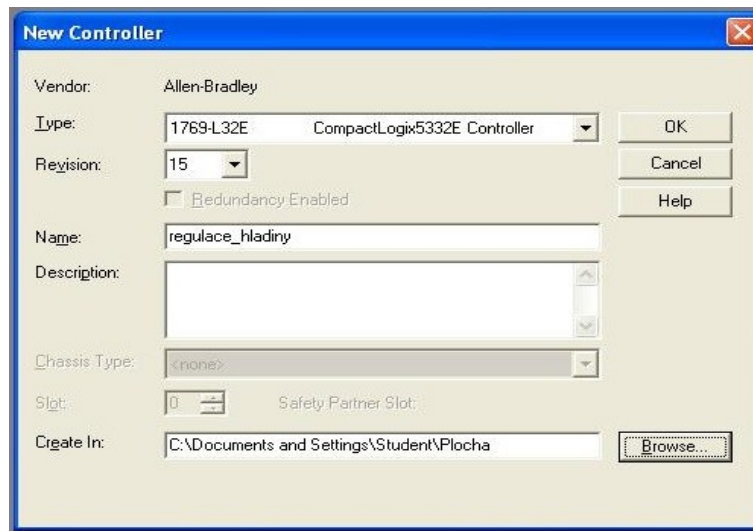 New Controller
Vendor: Allen-Bradley
Type: 1769-L32E CompactLogix5332E Controller OK
Revision: 15 Cancel
Redundancy Enabled Help
Name: regulace_hladiny
Description:
Chassis Type: <none>
Slot: 0 Safety Partner Slot:
Create In: C:\Documents and Settings\Student\Plocha Browse...